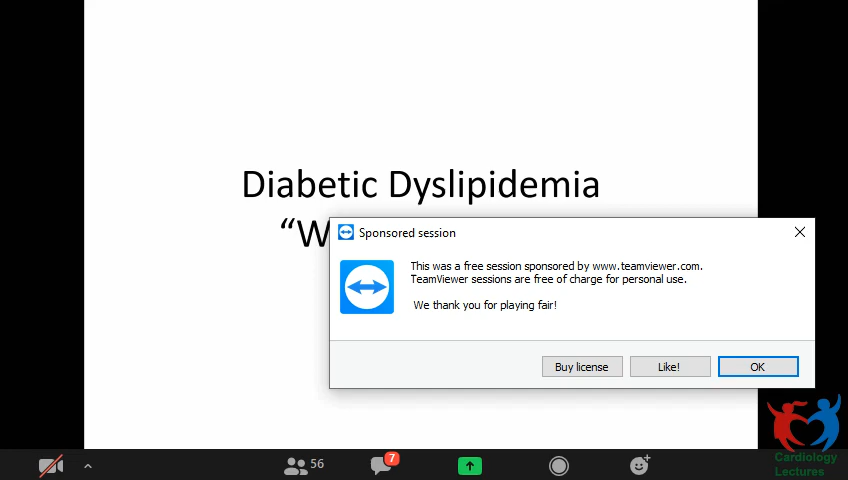 Diabetic Dyslipidemia
Sponsored session
This was a free session sponsored by www.teamviewer.com.
TeamViewer sessions are free of charge for personal use.
We thank you for playing fair!
Buy license
Like!
OK
56
7
Cardiology
Lectures